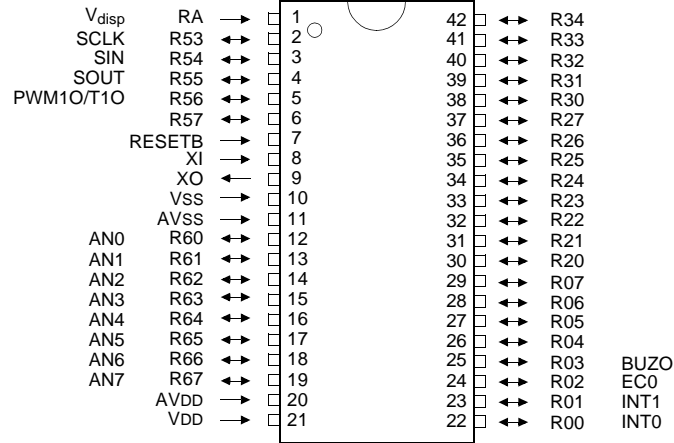 Vdisp RA 1 42 R34
SCLK R53 2 41 R33
SIN R54 3 40 R32
SOUT R55 4 39 R31
PWM1O/T1O R56 5 38 R30
R57 6 37 R27
RESETB 7 36 R26
XI 8 35 R25
XO 9 34 R24
VSS 10 33 R23
AVSS 11 32 R22
AN0 R60 12 31 R21
AN1 R61 13 30 R20
AN2 R62 14 29 R07
AN3 R63 15 28 R06
AN4 R64 16 27 R05
AN5 R65 17 26 R04
AN6 R66 18 25 R03 BUZO
AN7 R67 19 24 R02 EC0
AVDD 20 23 R01 INT1
VDD 21 22 R00 INT0